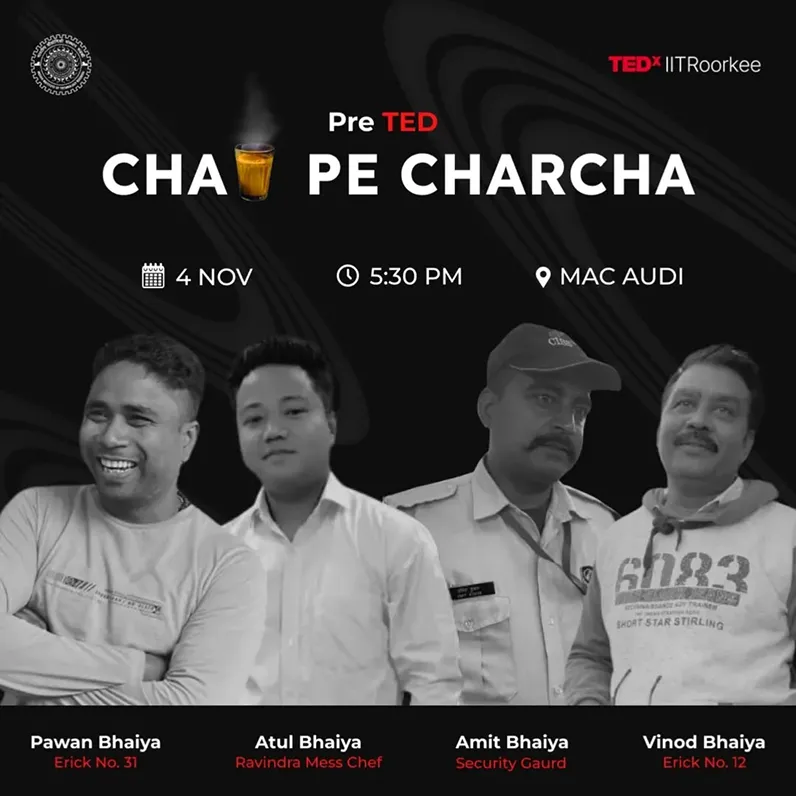 TEDx IITRoorkee
Pre TED
CHAI PE CHARCHA
4 NOV
5:30 PM
MAC AUDI
CISF
6083
SHORT STAR STIRLING
Pawan Bhaiya
Erick No. 31
Atul Bhaiya
Ravindra Mess Chef
Amit Bhaiya
Security Gaurd
Vinod Bhaiya
Erick No. 12